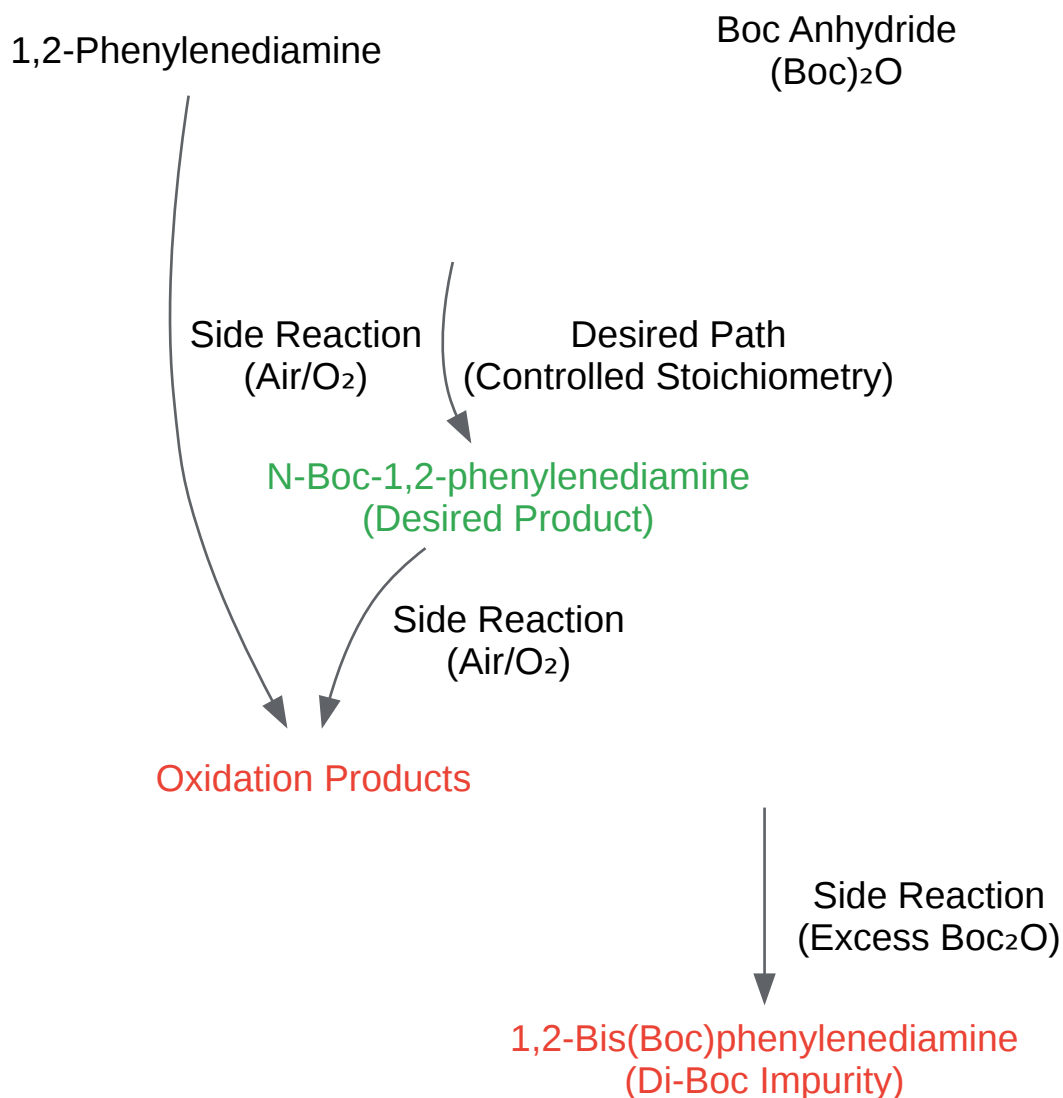 1,2-Phenylenediamine
Boc Anhydride
(Boc)₂O
Side Reaction
(Air/O₂)
Desired Path
(Controlled Stoichiometry)
N-Boc-1,2-phenylenediamine
(Desired Product)
Side Reaction
(Air/O₂)
Oxidation Products
Side Reaction
(Excess Boc₂O)
1,2-Bis(Boc)phenylenediamine
(Di-Boc Impurity)